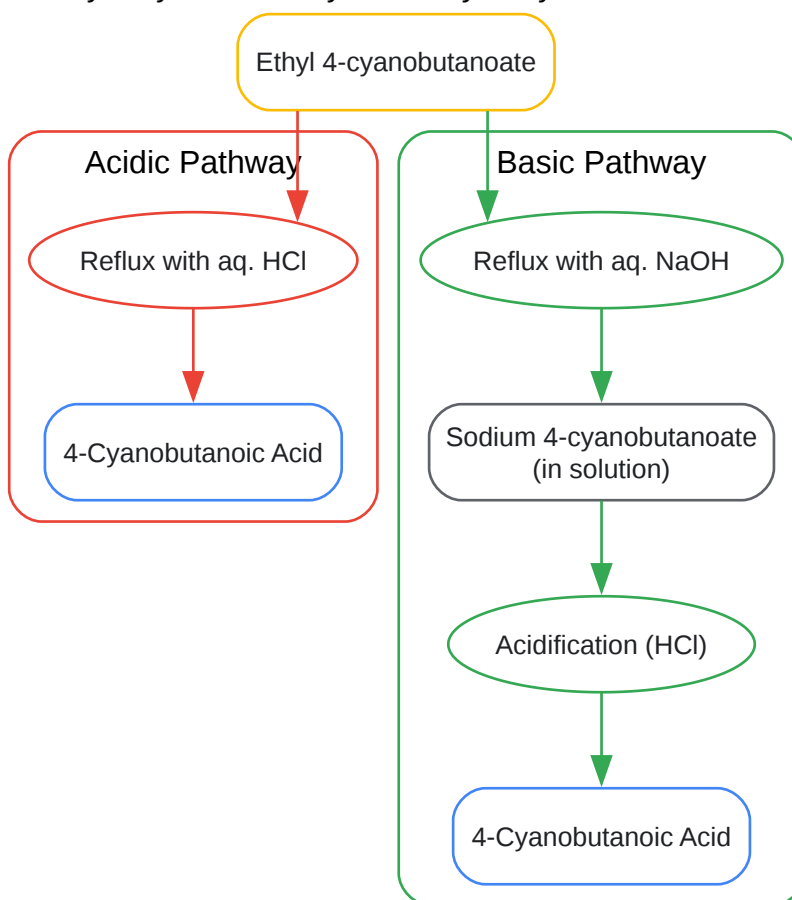 Ethyl 4-cyanobutanoate
Acidic Pathway
Basic Pathway
Reflux with aq. HCl
Reflux with aq. NaOH
4-Cyanobutanoic Acid
Sodium 4-cyanobutanoate
(in solution)
Acidification (HCl)
4-Cyanobutanoic Acid